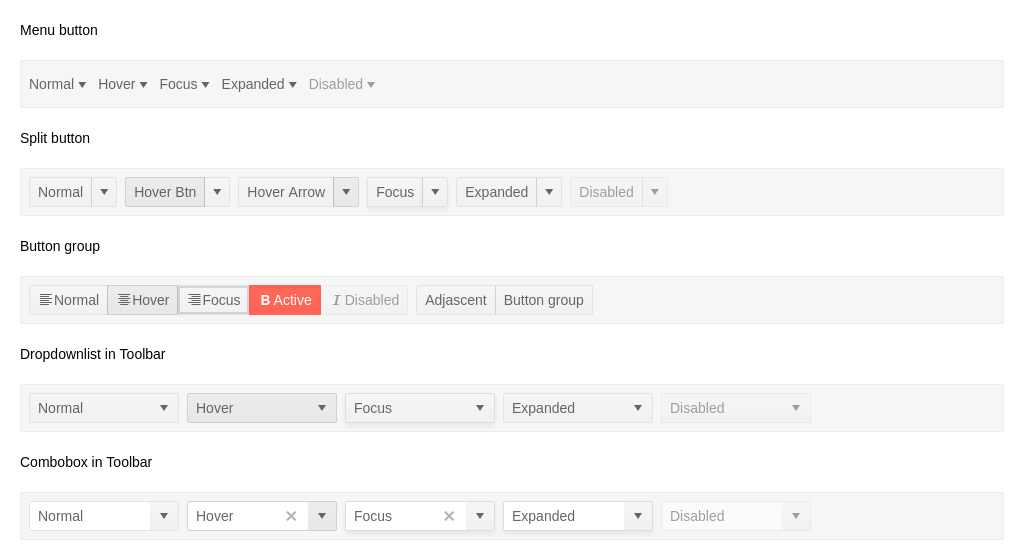 Menu button
Normal Hover Focus Expanded Disabled
Split button
Normal Hover Btn Hover Arrow Focus Expanded Disabled
Button group
Normal Hover Focus B Active I Disabled Adjascent Button group
Dropdownlist in Toolbar
Normal Hover Focus Expanded Disabled
Combobox in Toolbar
Normal Hover Focus Expanded Disabled